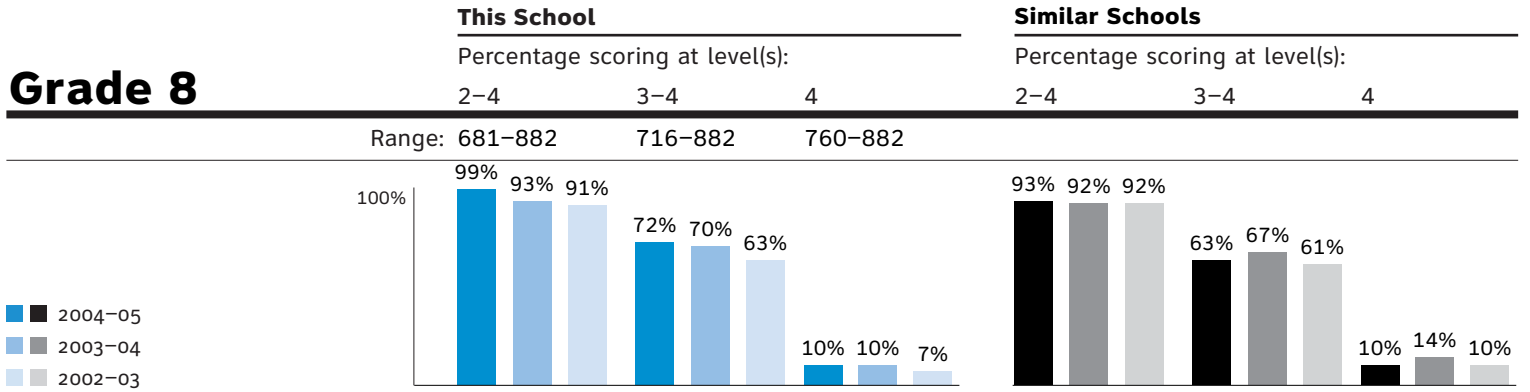 This School Similar Schools
Percentage scoring at level(s): Percentage scoring at level(s):
Grade 8 2–4 3–4 4 2–4 3–4 4
Range: 681–882 716–882 760–882
99% 93% 91% 93% 92% 92%
100%
72% 70% 63% 63% 67% 61%
2004–05
2003–04
10% 10% 7% 10% 14% 10%
2002–03